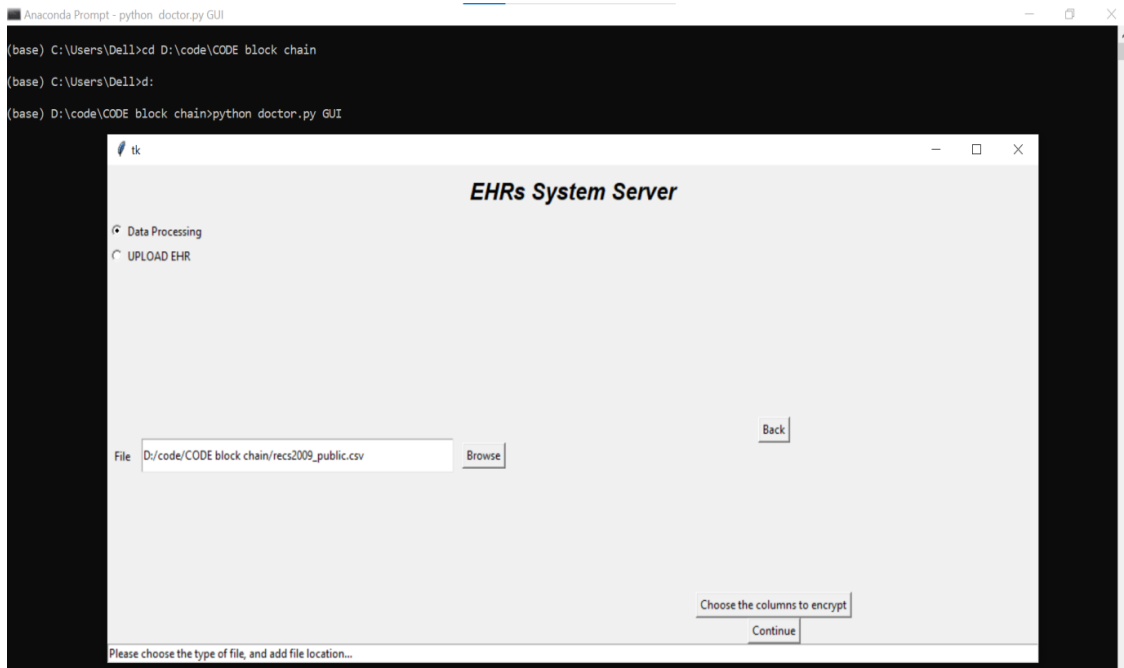 Anaconda Prompt - python doctor.py GUI
(base) C:\Users\Dell>cd D:\code\CODE block chain
(base) C:\Users\Dell>d:
(base) D:\code\CODE block chain>python doctor.py GUI
tk
EHRs System Server
Data Processing
UPLOAD EHR
Back
File D:/code/CODE block chain/recs2009_public.csv Browse
Choose the columns to encrypt
Continue
Please choose the type of file, and add file location...